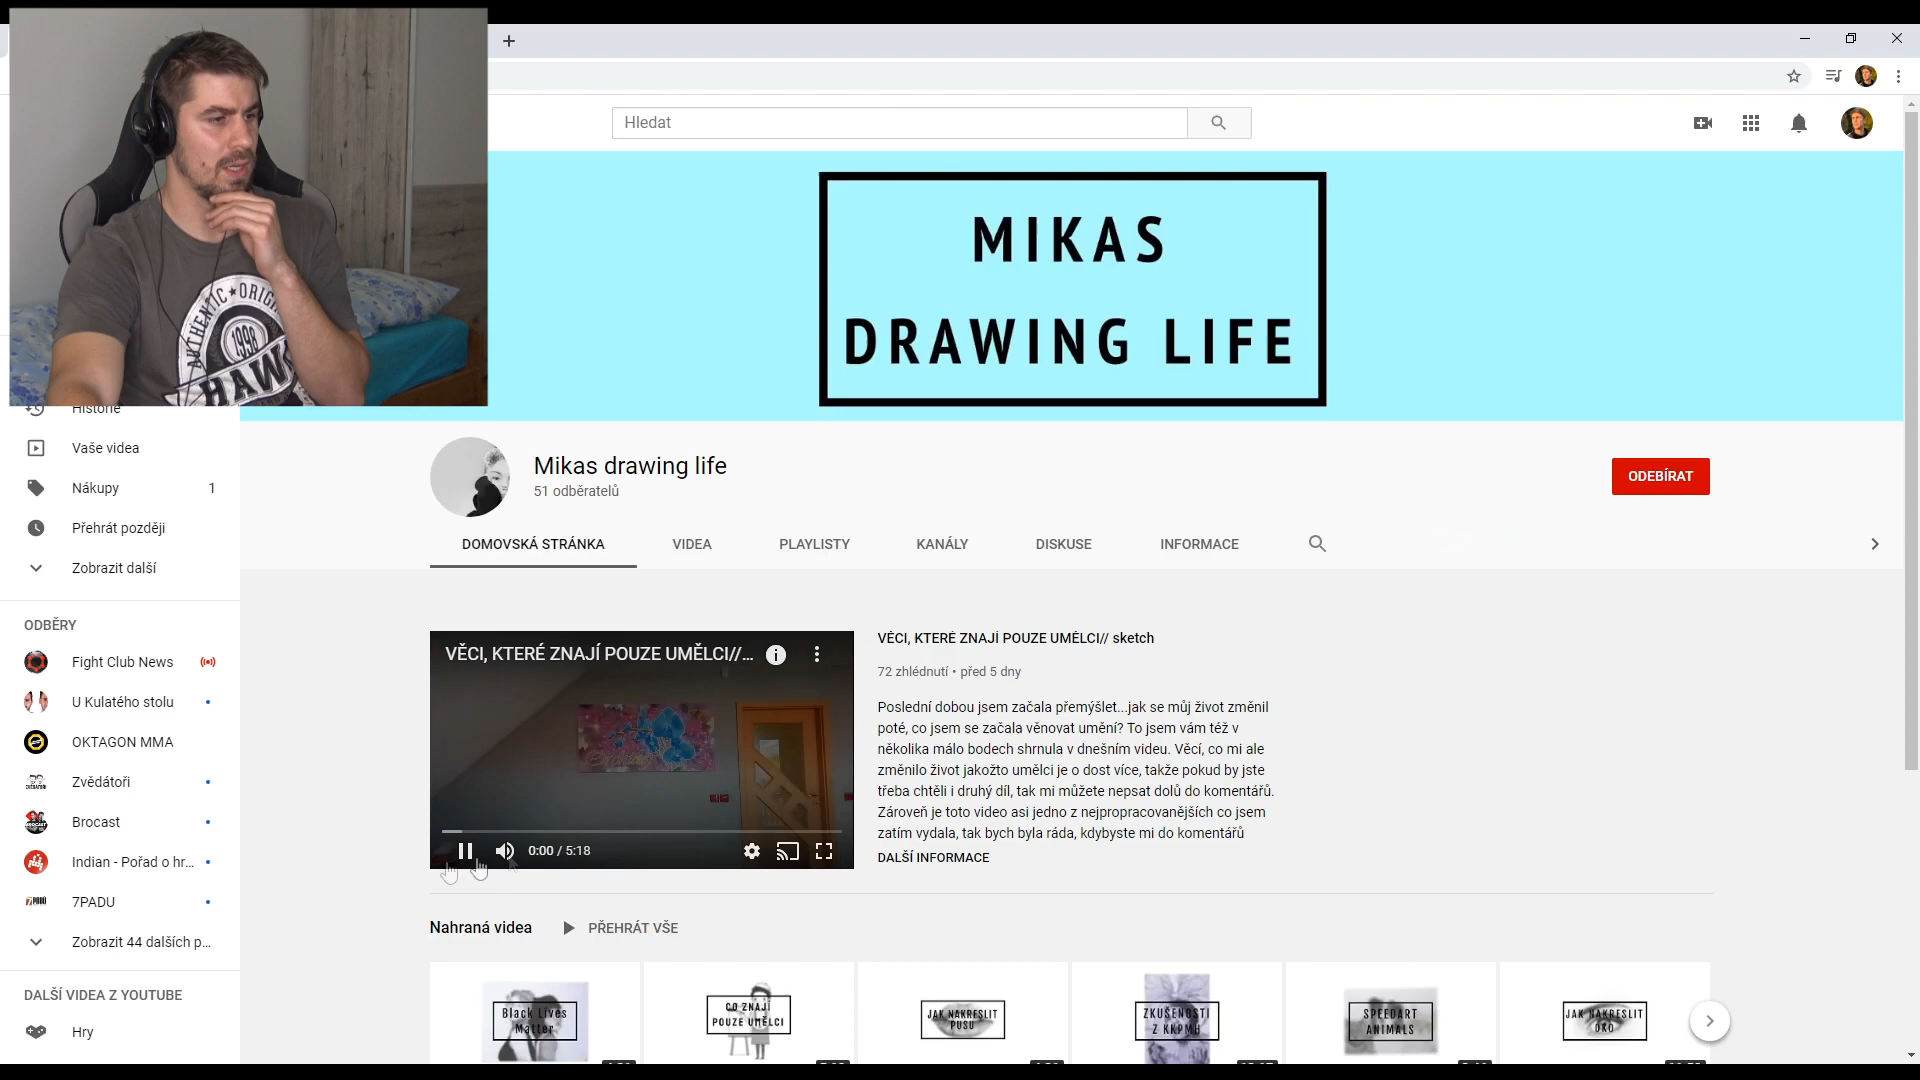 Hledat
MIKAS
DRAWING LIFE
AUTHENTIC ★ ORIG
1998
HAW
Historie
Vaše videa
Nákupy 1
Přehrát později
Zobrazit další
ODBĚRY
Fight Club News
U Kulatého stolu
OKTAGON MMA
Zvědátoři
Brocast
Indian - Pořad o hr...
7PADU
Zobrazit 44 dalších p...
DALŠÍ VIDEA Z YOUTUBE
Hry
Mikas drawing life
51 odběratelů
ODEBÍRAT
DOMOVSKÁ STRÁNKA VIDEA PLAYLISTY KANÁLY DISKUSE INFORMACE
VĚCI, KTERÉ ZNAJÍ POUZE UMĚLCI//...
0:00 / 5:18
VĚCI, KTERÉ ZNAJÍ POUZE UMĚLCI// sketch
72 zhlédnutí • před 5 dny
Poslední dobou jsem začala přemýšlet...jak se můj život změnil
poté, co jsem se začala věnovat umění? To jsem vám též v
několika málo bodech shrnula v dnešním videu. Věcí, co mi ale
změnilo život jakožto umělci je o dost více, takže pokud by jste
třeba chtěli i druhý díl, tak mi můžete nepsat dolů do komentářů.
Zároveň je toto video asi jedno z nejpropracovanějších co jsem
zatím vydala, tak bych byla ráda, kdybyste mi do komentářů
DALŠÍ INFORMACE
Nahraná videa PŘEHRÁT VŠE
Black Lives
Matter
CO ZNAJÍ
POUZE UMĚLCI
JAK NAKRESLIT
PUSU
ZKUŠENOSTI
Z KKPMH
SPEEDART
ANIMALS
JAK NAKRESLIT
OKO